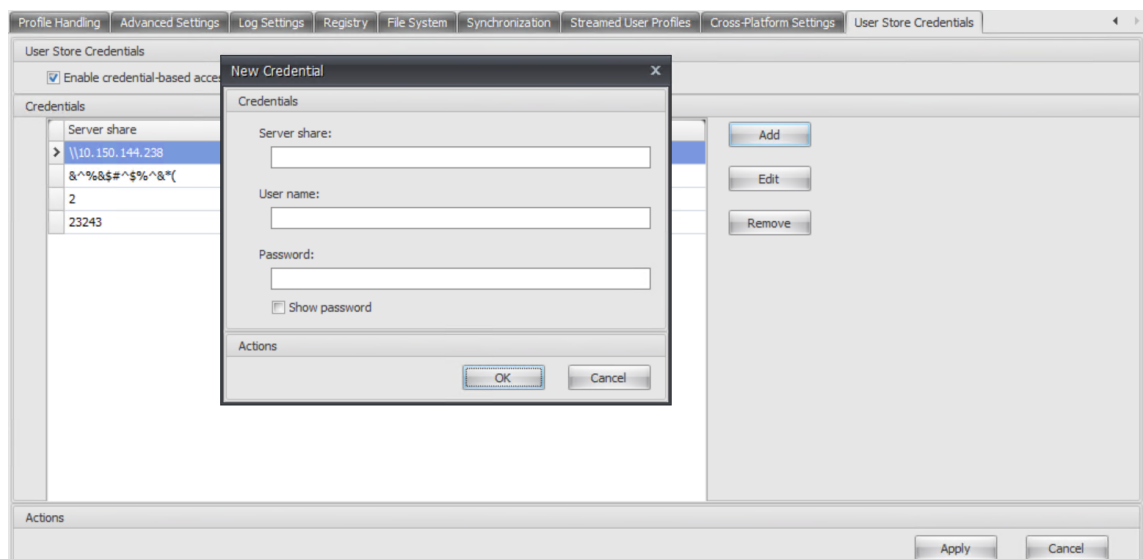 Profile Handling Advanced Settings Log Settings Registry File System Synchronization Streamed User Profiles Cross-Platform Settings User Store Credentials
User Store Credentials
Enable credential-based acce
New Credential x
Credentials
Credentials
Server share
Server share:
Add
\\10.150.144.238
&^%&$#^$%^&*(
Edit
User name:
2
23243
Remove
Password:
Show password
Actions
OK Cancel
Actions
Apply Cancel